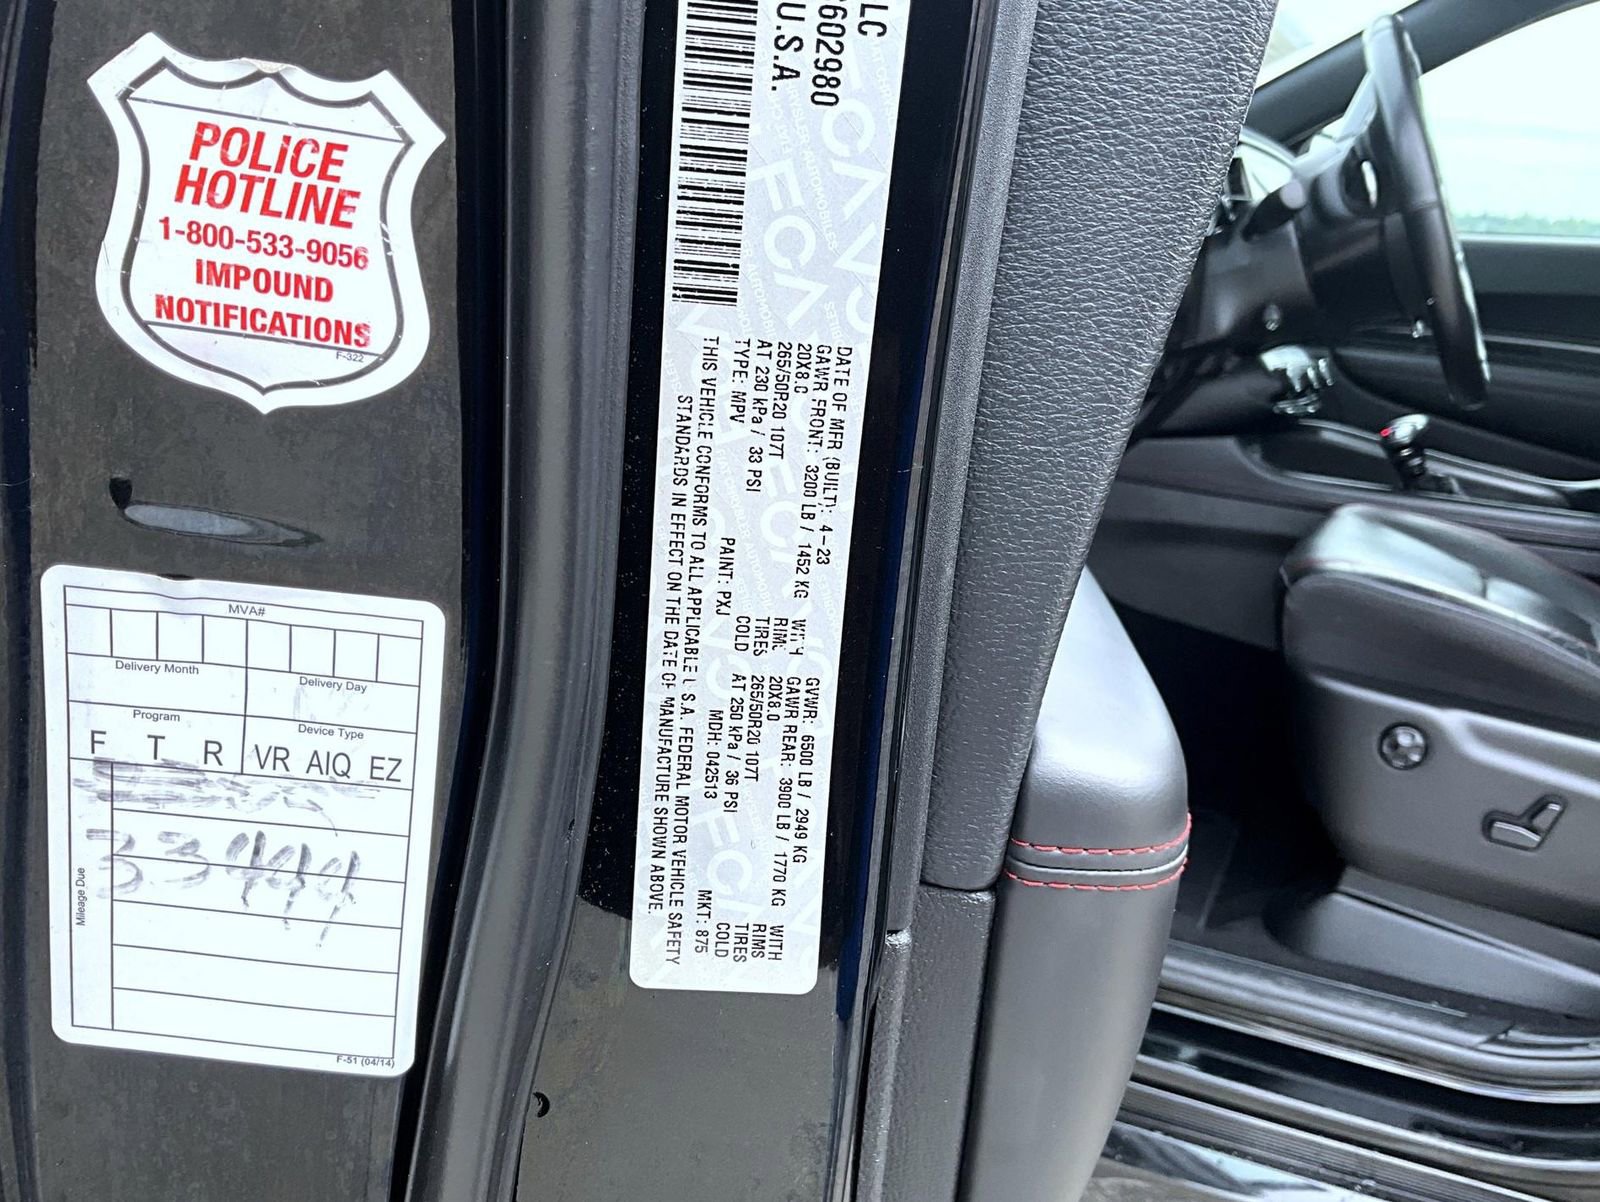 POLICE
HOTLINE
1-800-533-9056
IMPOUND
NOTIFICATIONS
F-322
MVA#
Delivery Month
Delivery Day
Program
Device Type
F T R
VR AIQ EZ
33444
Mileage Due
F-51 (04/14)
LC
6602980
U.S.A.
DATE OF MFR (BUILT): 4-23 GVWR: 6500 LB / 2949 KG
GAWR FRONT: 3200 LB / 1452 KG WITH GAWR REAR: 3900 LB / 1770 KG WITH
20X8.0 RIMS 20X8.0 RIMS
265/50R20 107T TIRES 265/50R20 107T TIRES
AT 230 kPa / 33 PSI COLD AT 250 kPa / 36 PSI COLD
TYPE: MPV PAINT: PXJ MDH: 042513 MKT: 875
THIS VEHICLE CONFORMS TO ALL APPLICABLE U.S.A. FEDERAL MOTOR VEHICLE SAFETY
STANDARDS IN EFFECT ON THE DATE OF MANUFACTURE SHOWN ABOVE.